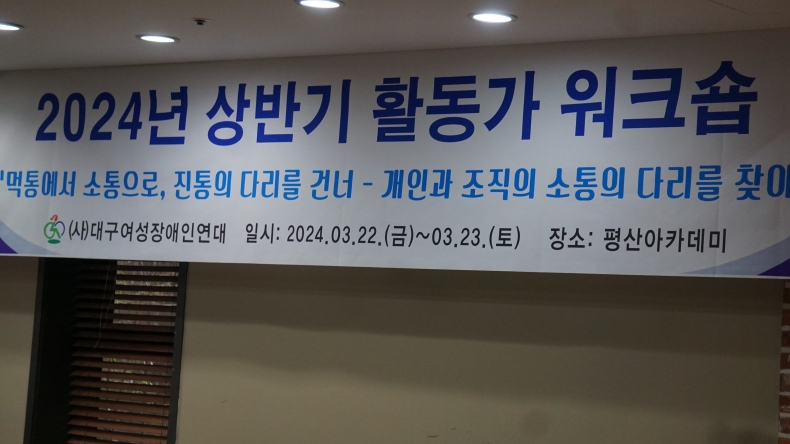 2024년 상반기 활동가 워크숍
'먹통에서 소통으로, 진통의 다리를 건너 - 개인과 조직의 소통의 다리를 찾아
(사)대구여성장애인연대 일시: 2024.03.22.(금)~03.23.(토) 장소: 평산아카데미